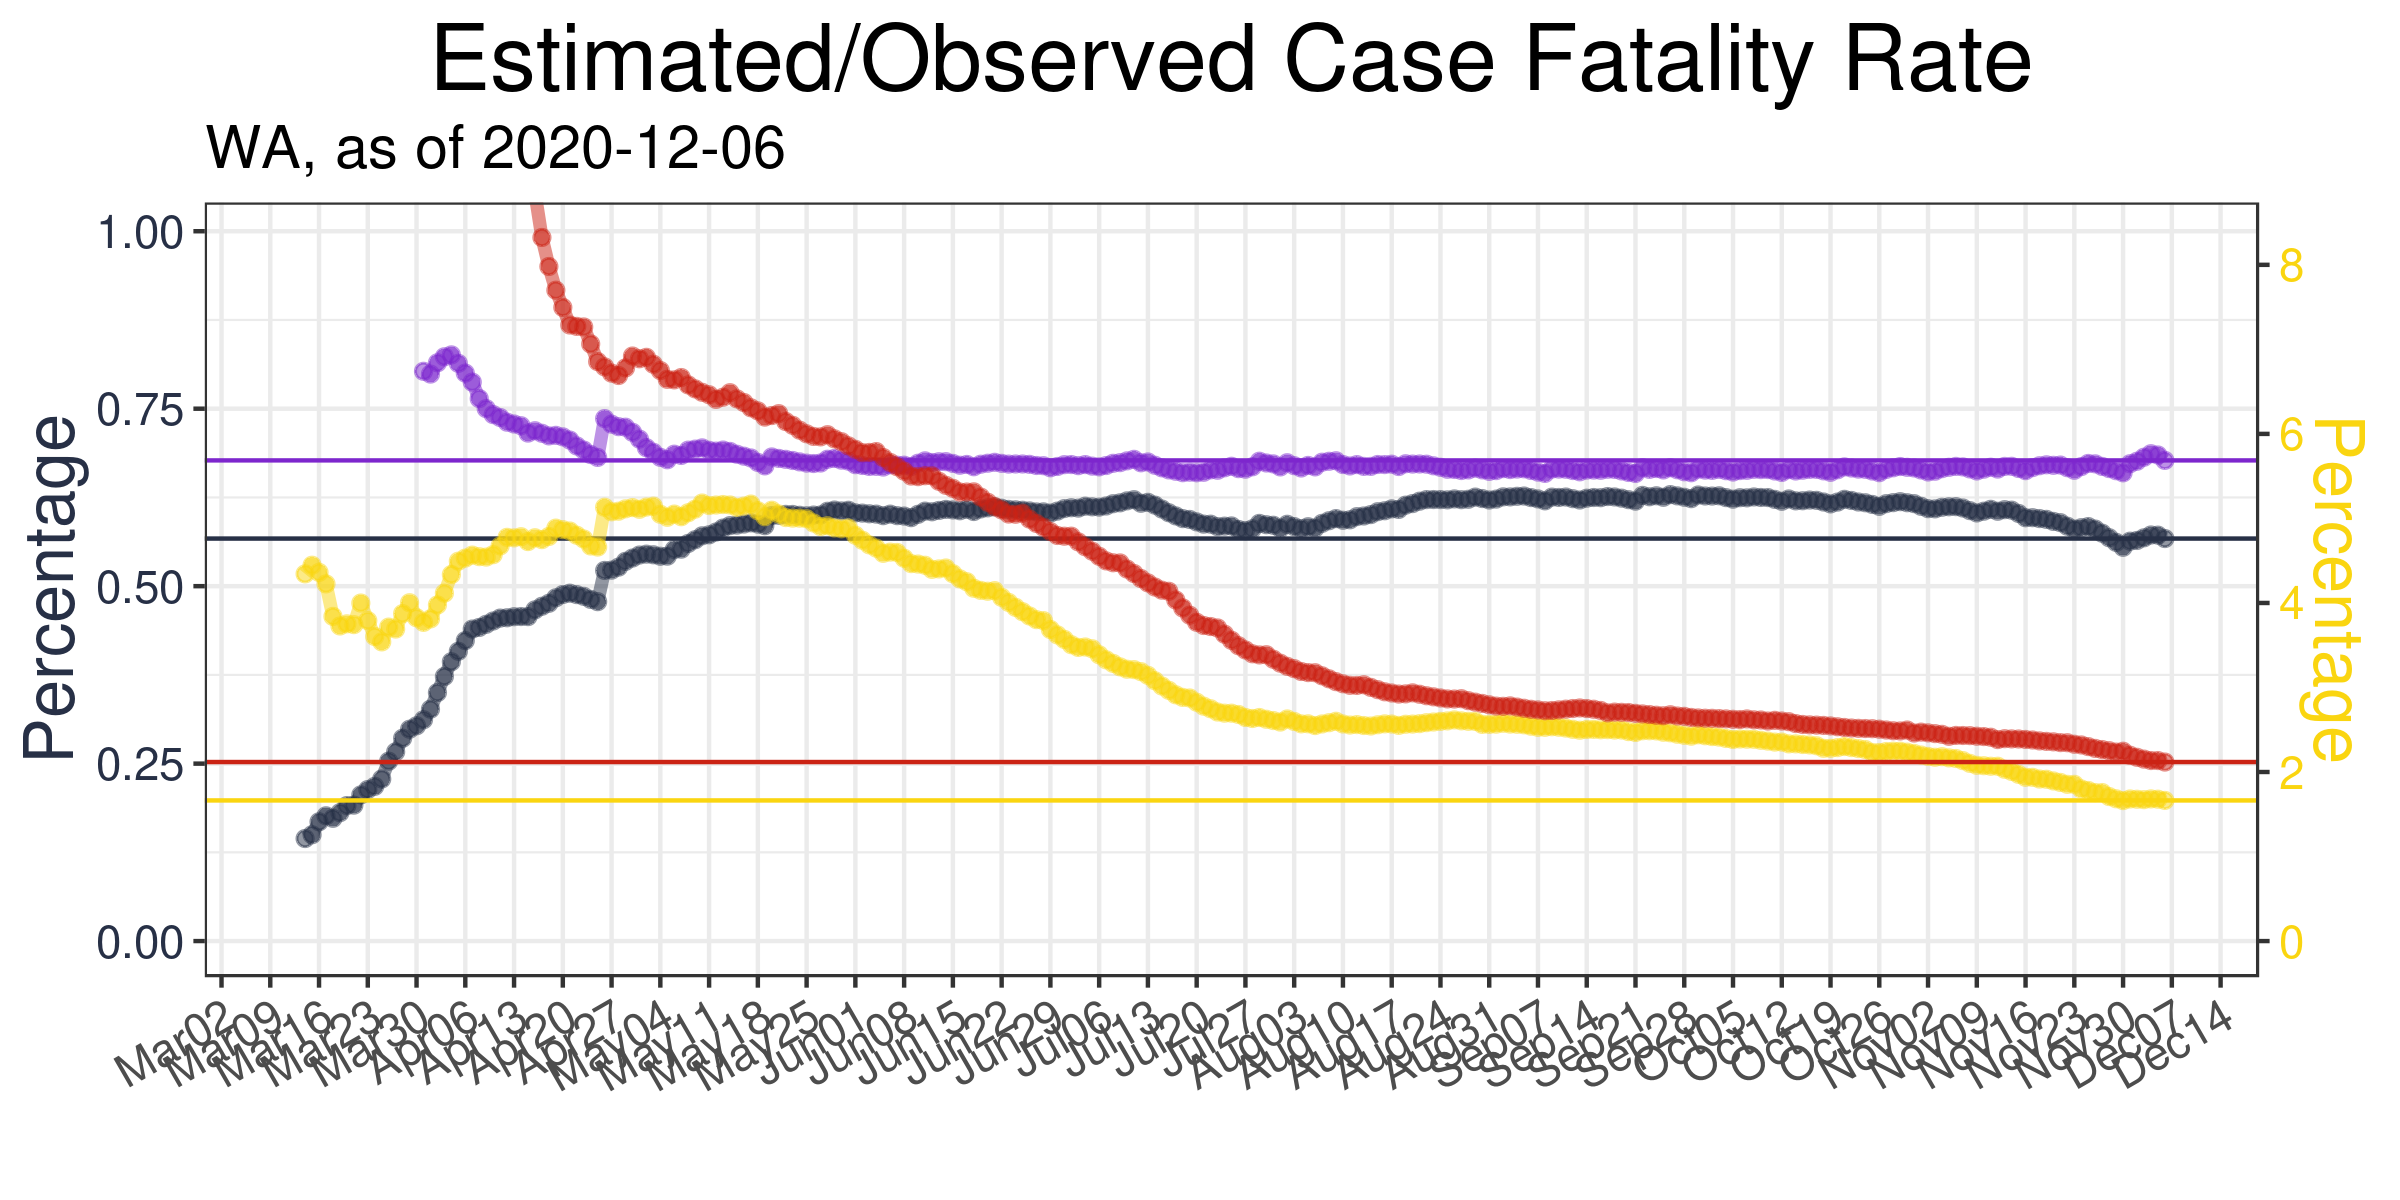 Estimated/Observed Case Fatality Rate
WA, as of 2020-12-06
Percentage
1.00
0.75
0.50
0.25
0.00
8
6
4
2
0
Percentage
Mar02
Mar09
Mar16
Mar23
Mar30
Apr06
Apr13
Apr20
Apr27
May04
May11
May18
May25
Jun01
Jun08
Jun15
Jun22
Jun29
Jul06
Jul13
Jul20
Jul27
Aug03
Aug10
Aug17
Aug24
Aug31
Sep07
Sep14
Sep21
Sep28
Oct05
Oct12
Oct19
Oct26
Nov02
Nov09
Nov16
Nov23
Nov30
Dec07
Dec14